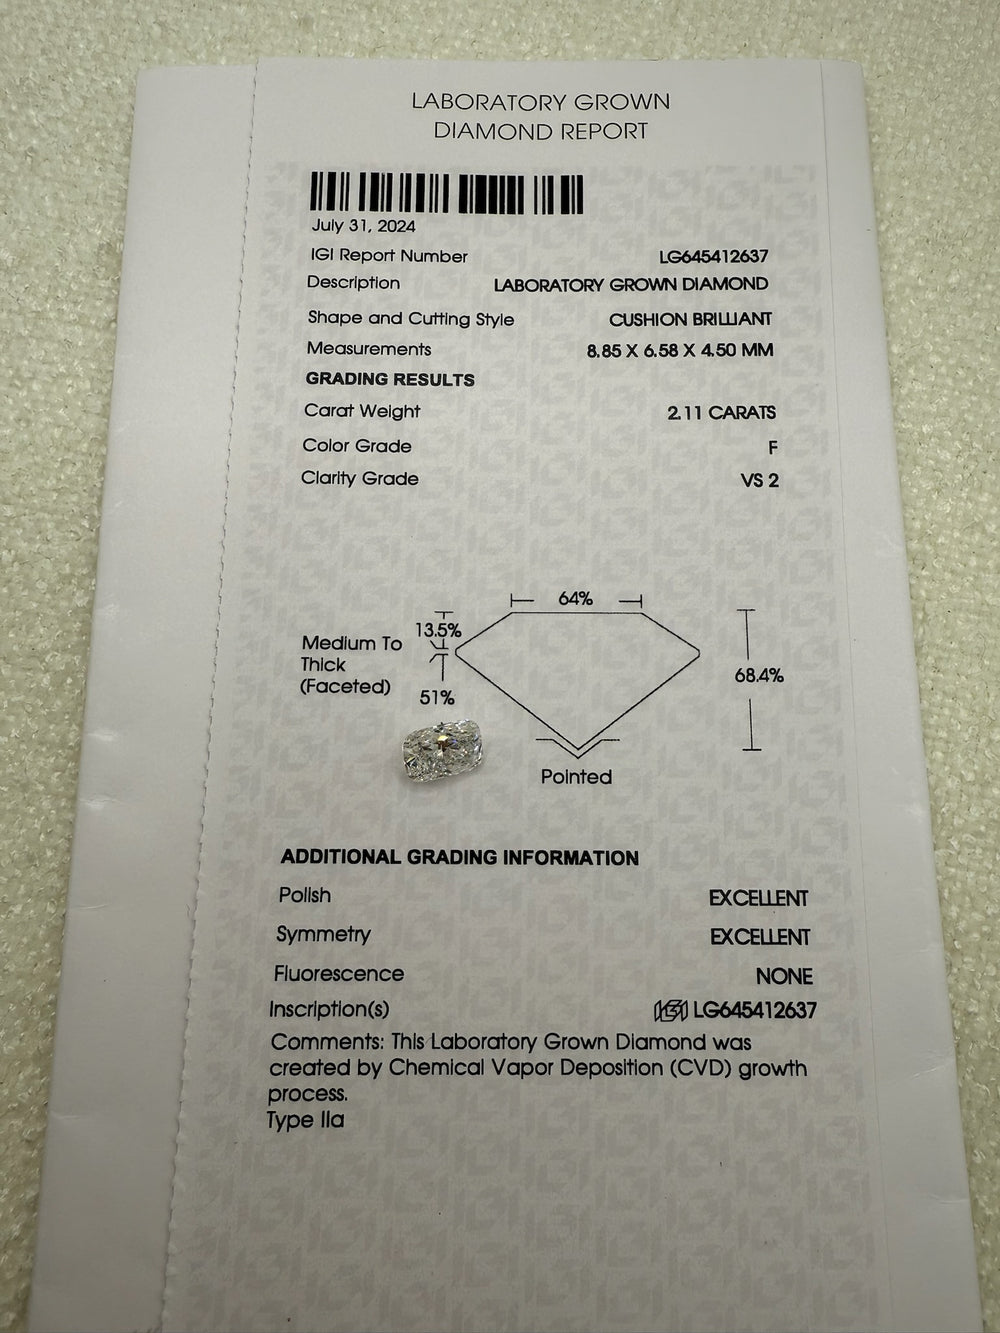 LABORATORY GROWN
DIAMOND REPORT
July 31, 2024
IGI Report Number LG645412637
Description LABORATORY GROWN DIAMOND
Shape and Cutting Style CUSHION BRILLIANT
Measurements 8.85 X 6.58 X 4.50 MM
GRADING RESULTS
Carat Weight 2.11 CARATS
Color Grade F
Clarity Grade VS 2
64%
13.5%
Medium To
Thick
(Faceted)
68.4%
51%
Pointed
ADDITIONAL GRADING INFORMATION
Polish EXCELLENT
Symmetry EXCELLENT
Fluorescence NONE
Inscription(s) IGI LG645412637
Comments: This Laboratory Grown Diamond was
created by Chemical Vapor Deposition (CVD) growth
process.
Type IIa